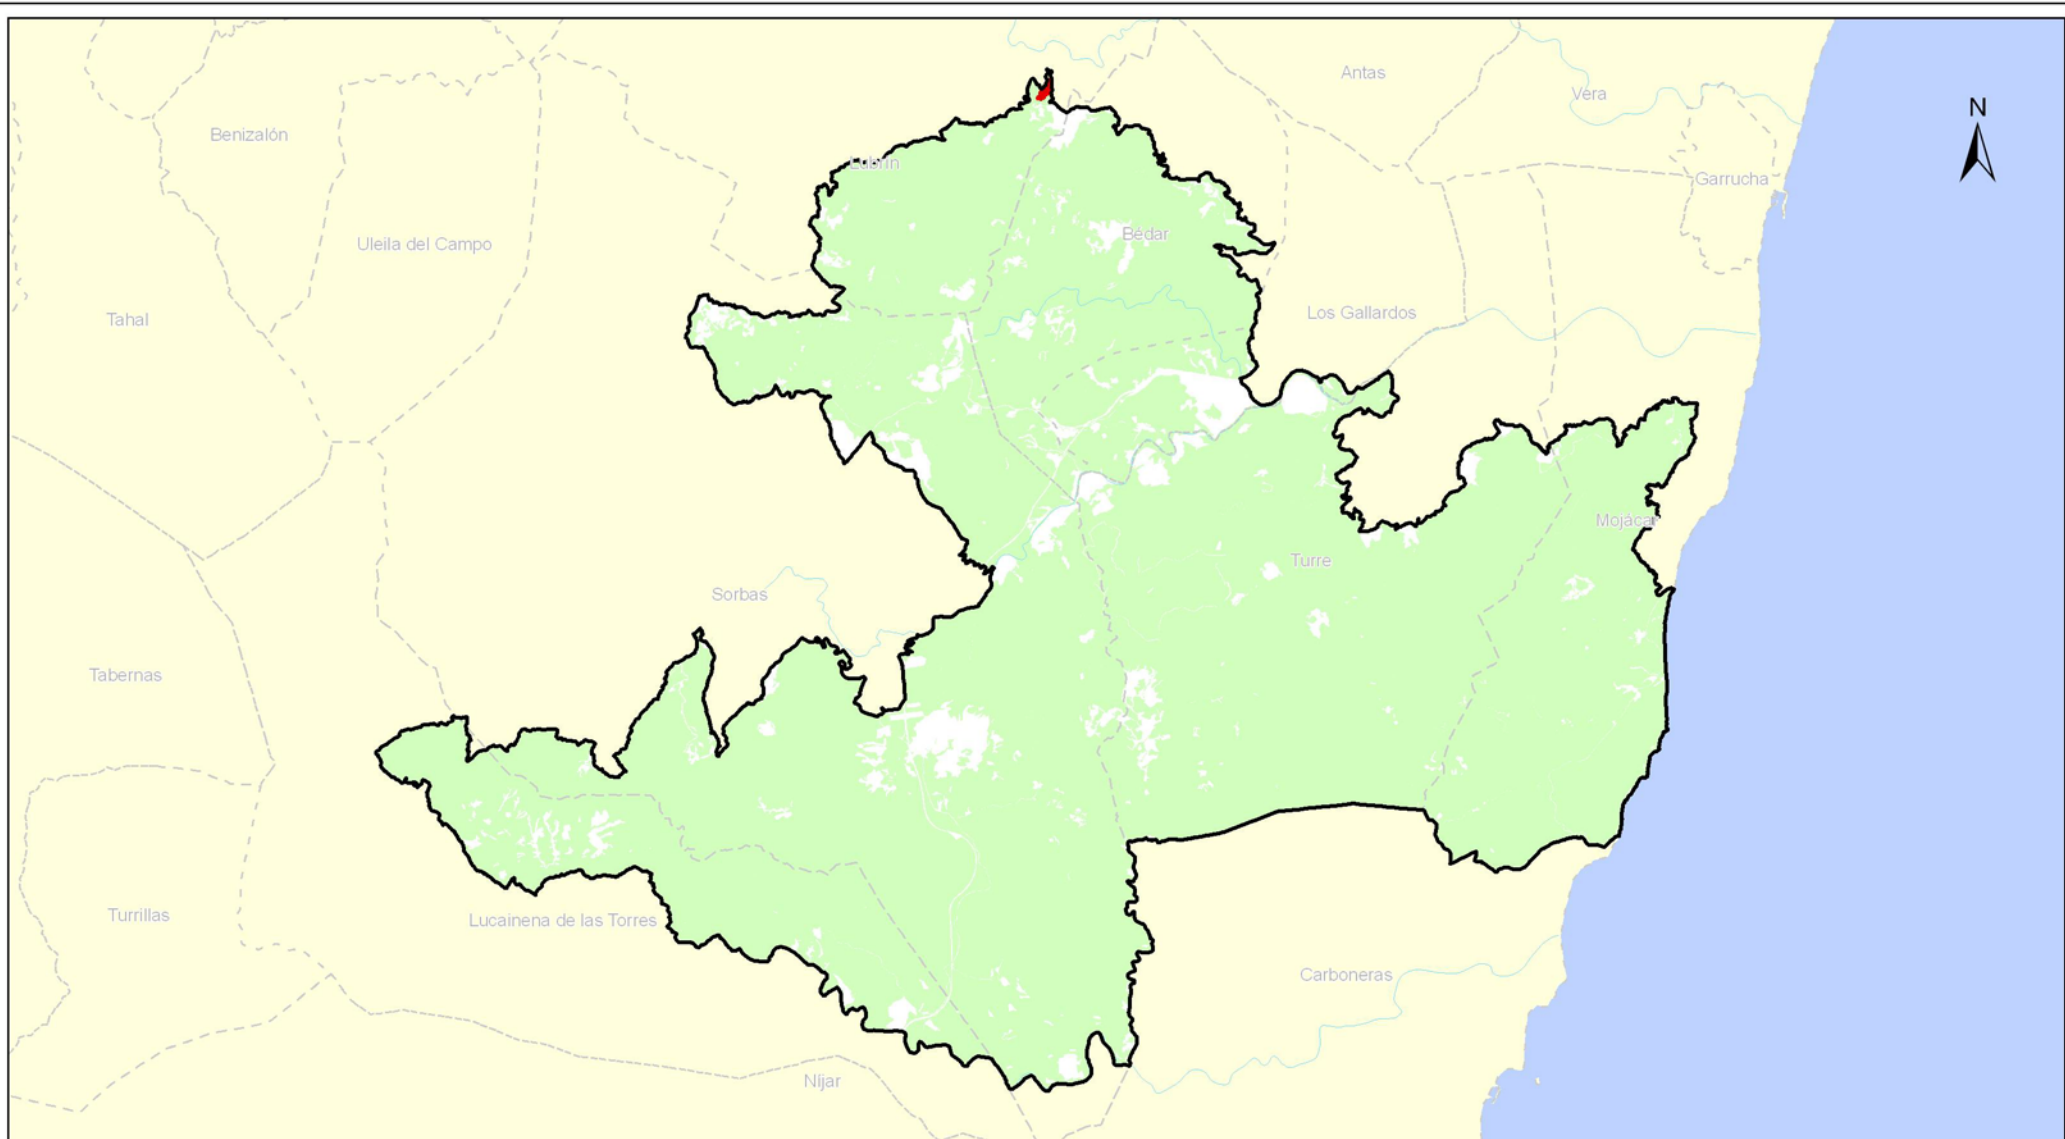 Antas
Vera
N
Benizalón
Lubrín
Garrucha
Bédar
Uleila del Campo
Los Gallardos
Tahal
Mojácar
Turre
Sorbas
Tabernas
Turrillas
Lucainena de las Torres
Carboneras
Níjar